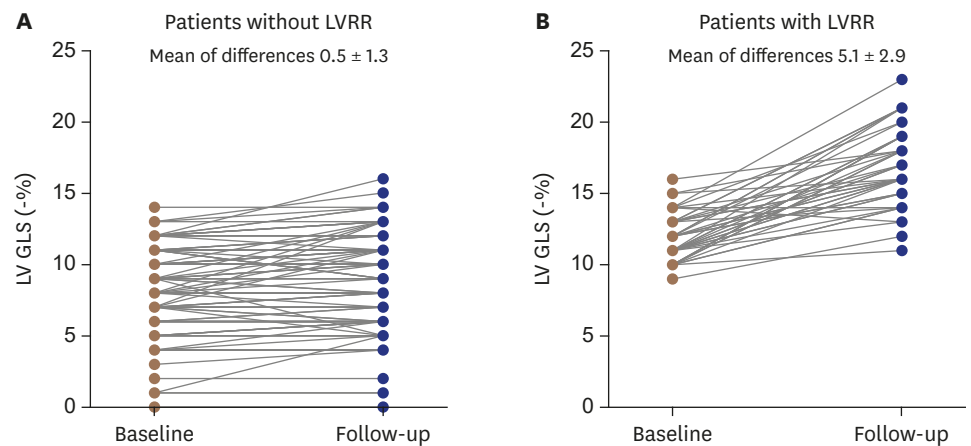 A
Patients without LVRR
Mean of differences 0.5 ± 1.3
LV GLS (-%)
25
20
15
10
5
0
Baseline Follow-up
B
Patients with LVRR
Mean of differences 5.1 ± 2.9
LV GLS (-%)
25
20
15
10
5
0
Baseline Follow-up